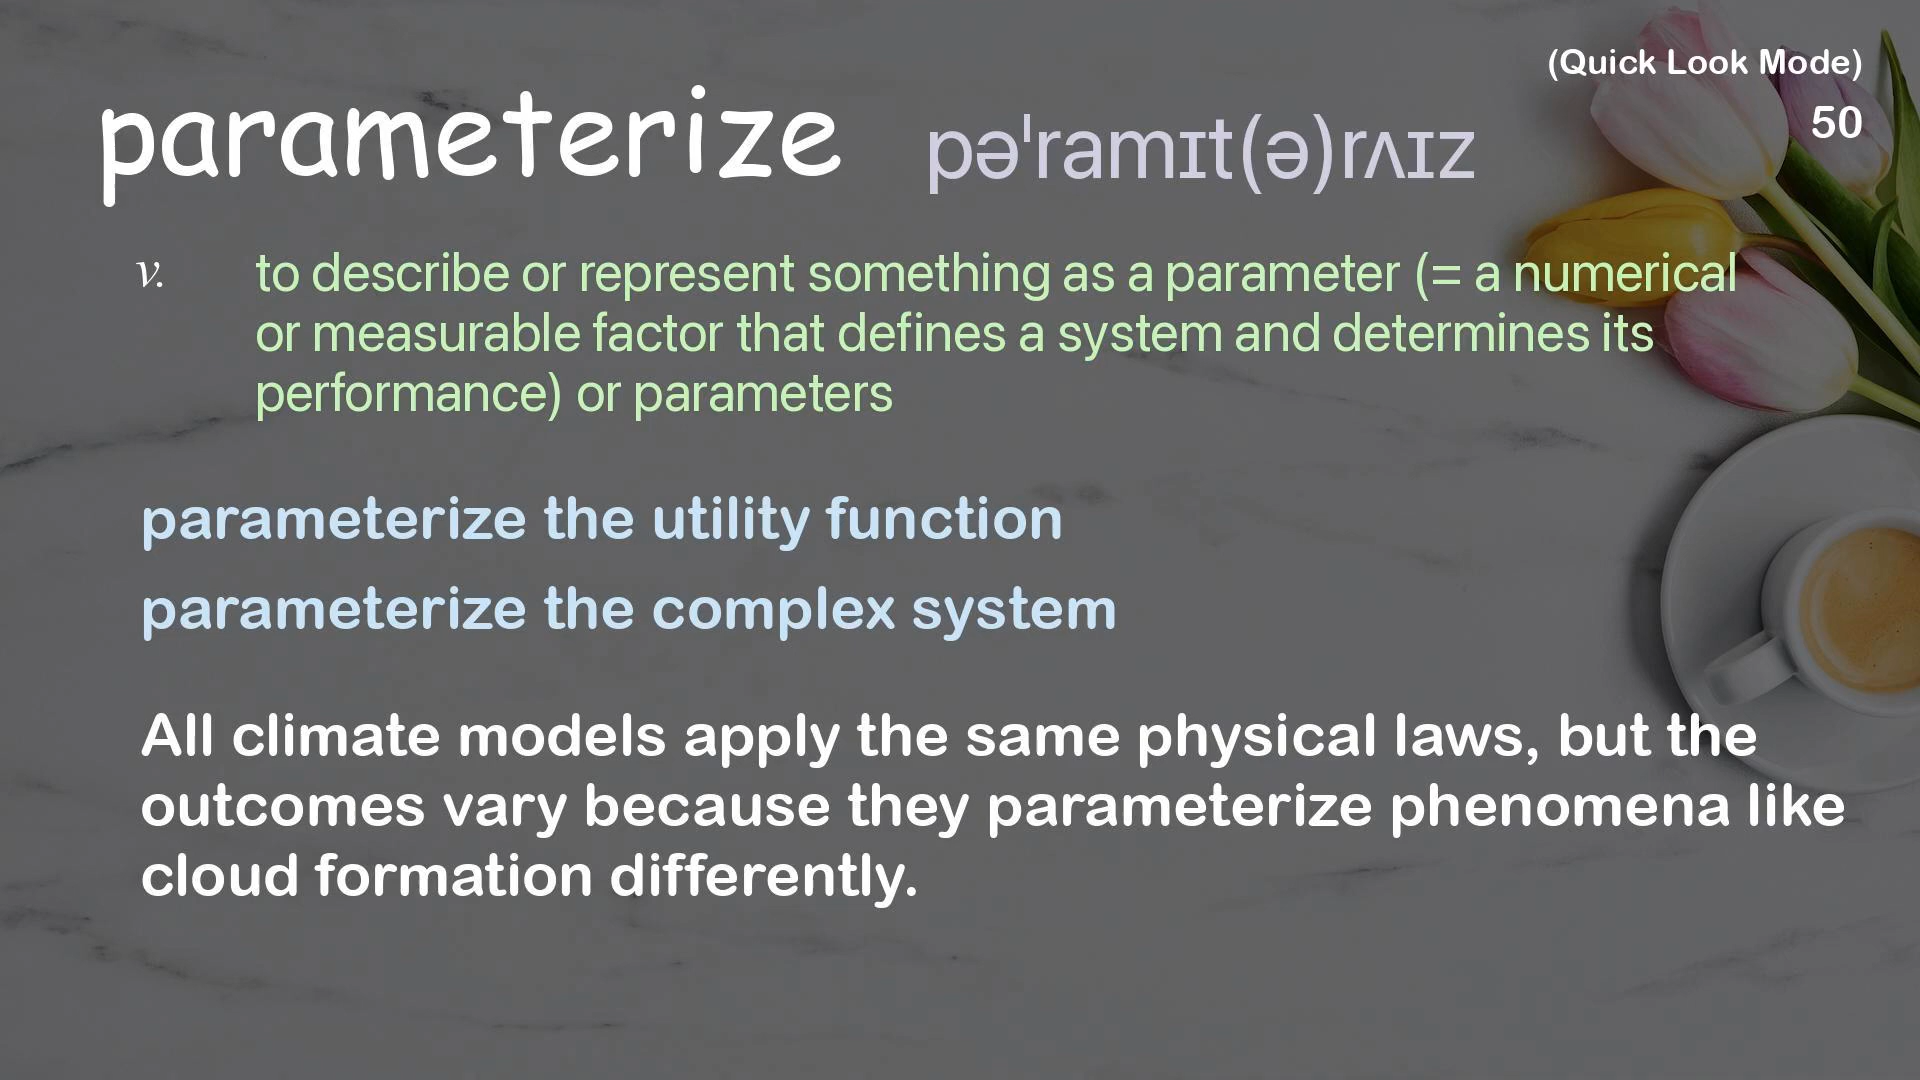 (Quick Look Mode)
50
parameterize pəˈramɪt(ə)rʌɪz
v. to describe or represent something as a parameter (= a numerical
or measurable factor that defines a system and determines its
performance) or parameters
parameterize the utility function
parameterize the complex system
All climate models apply the same physical laws, but the
outcomes vary because they parameterize phenomena like
cloud formation differently.